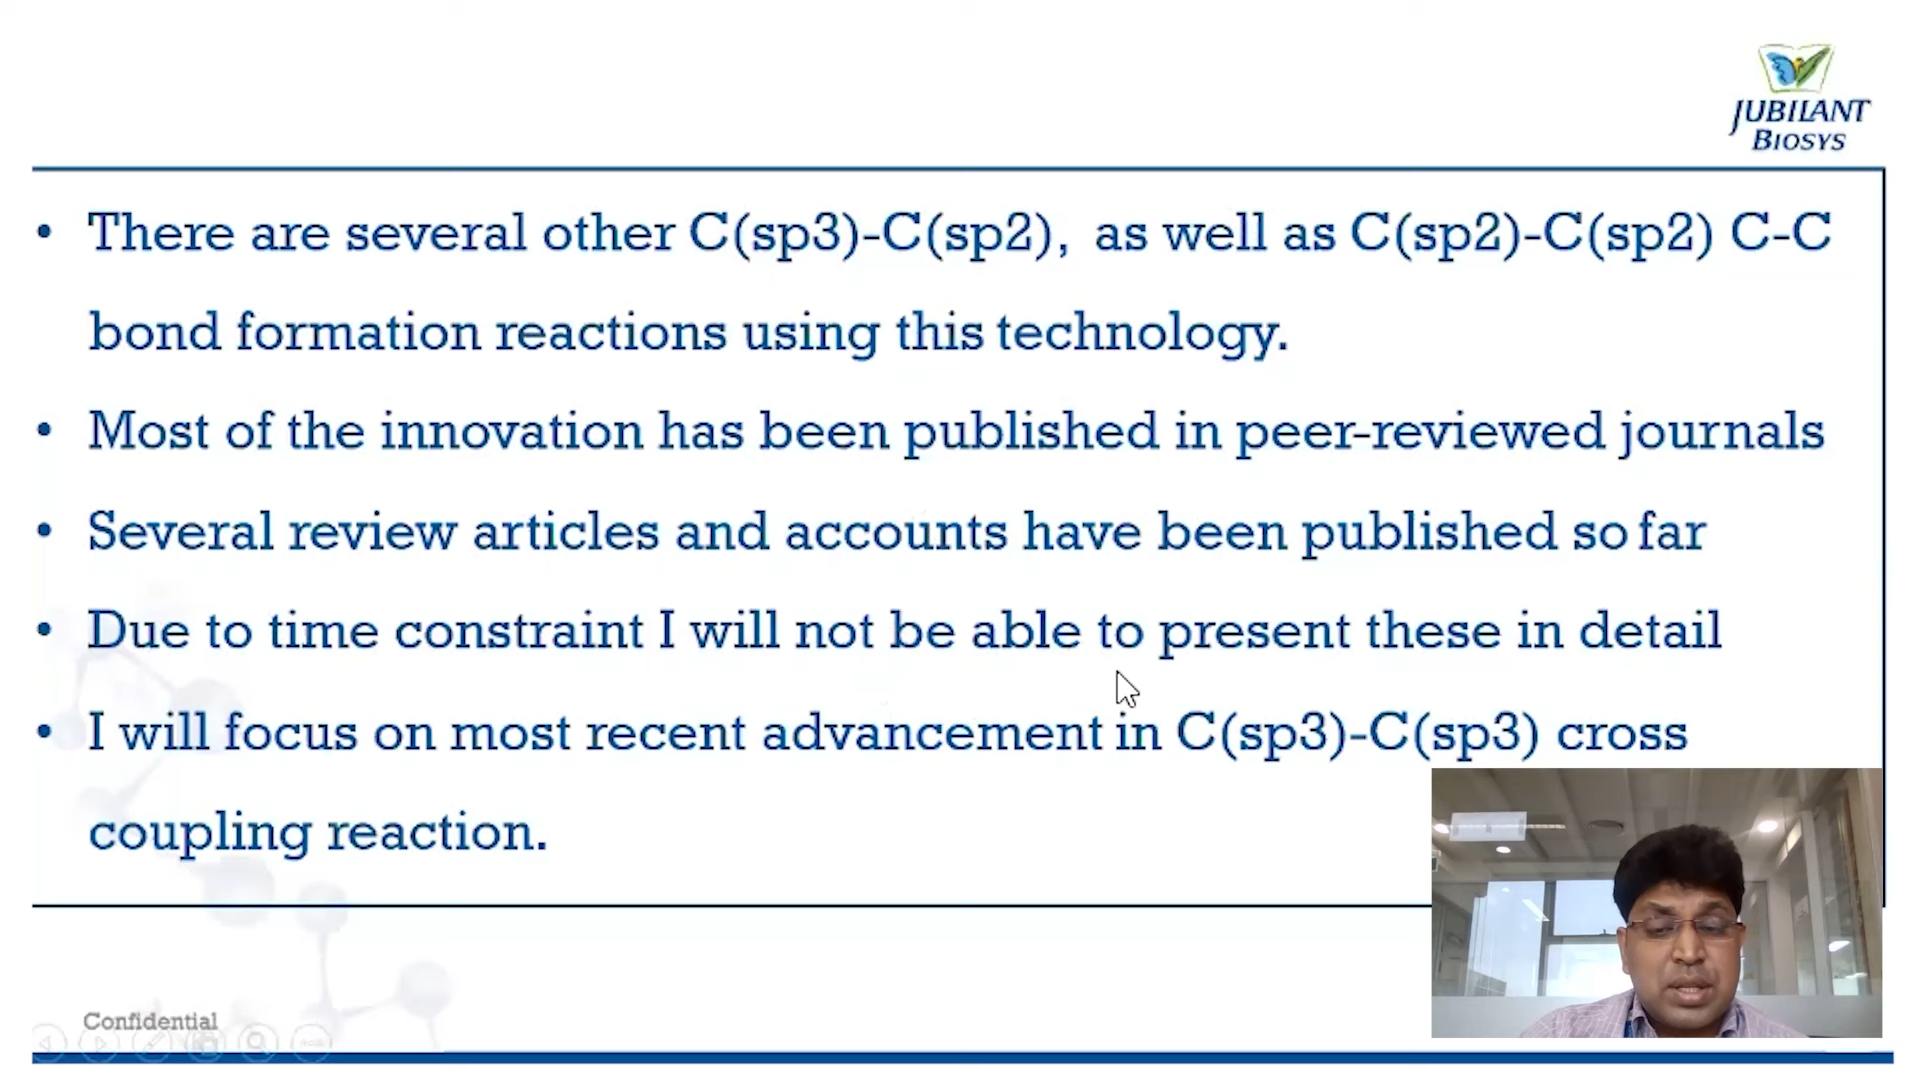 JUBILANT
BIOSYS
• There are several other C(sp3)-C(sp2), as well as C(sp2)-C(sp2) C-C
bond formation reactions using this technology.
• Most of the innovation has been published in peer-reviewed journals
• Several review articles and accounts have been published so far
• Due to time constraint I will not be able to present these in detail
• I will focus on most recent advancement in C(sp3)-C(sp3) cross
coupling reaction.
Confidential